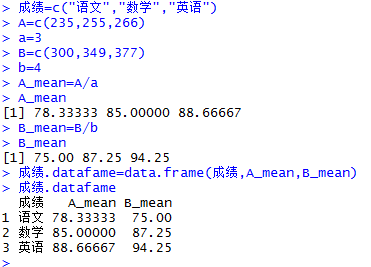 > 成绩=c("语文","数学","英语")
> A=c(235,255,266)
> a=3
> B=c(300,349,377)
> b=4
> A_mean=A/a
> A_mean
[1] 78.33333 85.00000 88.66667
> B_mean=B/b
> B_mean
[1] 75.00 87.25 94.25
> 成绩.datafame=data.frame(成绩,A_mean,B_mean)
> 成绩.datafame
  成绩   A_mean B_mean
1 语文 78.33333  75.00
2 数学 85.00000  87.25
3 英语 88.66667  94.25
>